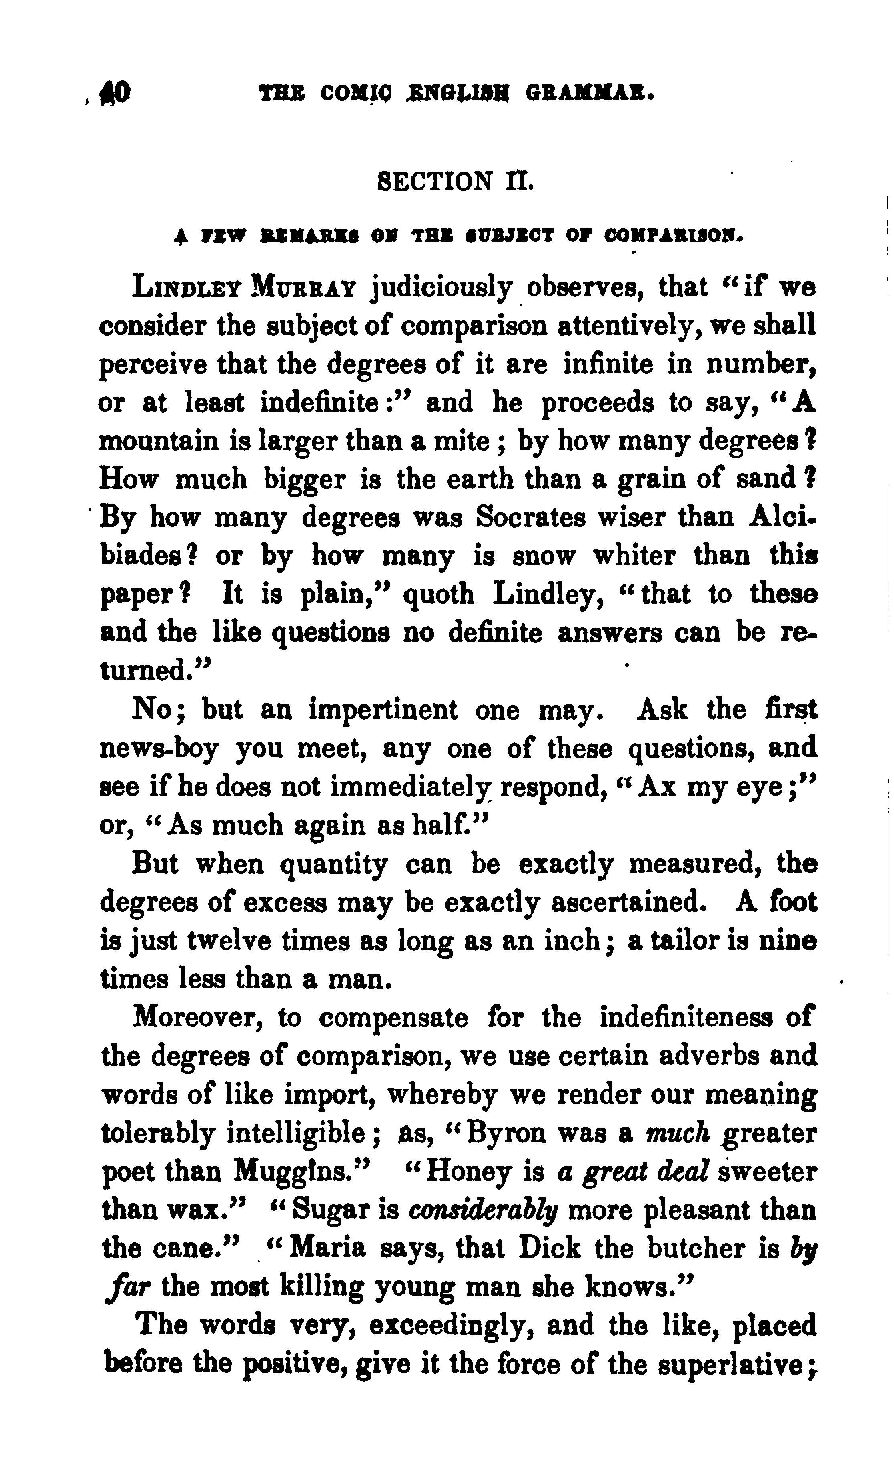 40 THE COMIC ENGLISH GRAMMAR.
SECTION II.
A FEW REMARKS ON THE SUBJECT OF COMPARISON.
LINDLEY MURRAY judiciously observes, that “if we
consider the subject of comparison attentively, we shall
perceive that the degrees of it are infinite in number,
or at least indefinite :” and he proceeds to say, “A
mountain is larger than a mite ; by how many degrees ?
How much bigger is the earth than a grain of sand ?
By how many degrees was Socrates wiser than Alci-
biades? or by how many is snow whiter than this
paper ? It is plain,” quoth Lindley, “that to these
and the like questions no definite answers can be re-
turned.”
No; but an impertinent one may. Ask the first
news-boy you meet, any one of these questions, and
see if he does not immediately respond, “Ax my eye ;”
or, “As much again as half.”
But when quantity can be exactly measured, the
degrees of excess may be exactly ascertained. A foot
is just twelve times as long as an inch; a tailor is nine
times less than a man.
Moreover, to compensate for the indefiniteness of
the degrees of comparison, we use certain adverbs and
words of like import, whereby we render our meaning
tolerably intelligible ; as, “Byron was a much greater
poet than Muggins.” “Honey is a great deal sweeter
than wax.” “Sugar is considerably more pleasant than
the cane.” “Maria says, that Dick the butcher is by
far the most killing young man she knows.”
The words very, exceedingly, and the like, placed
before the positive, give it the force of the superlative;